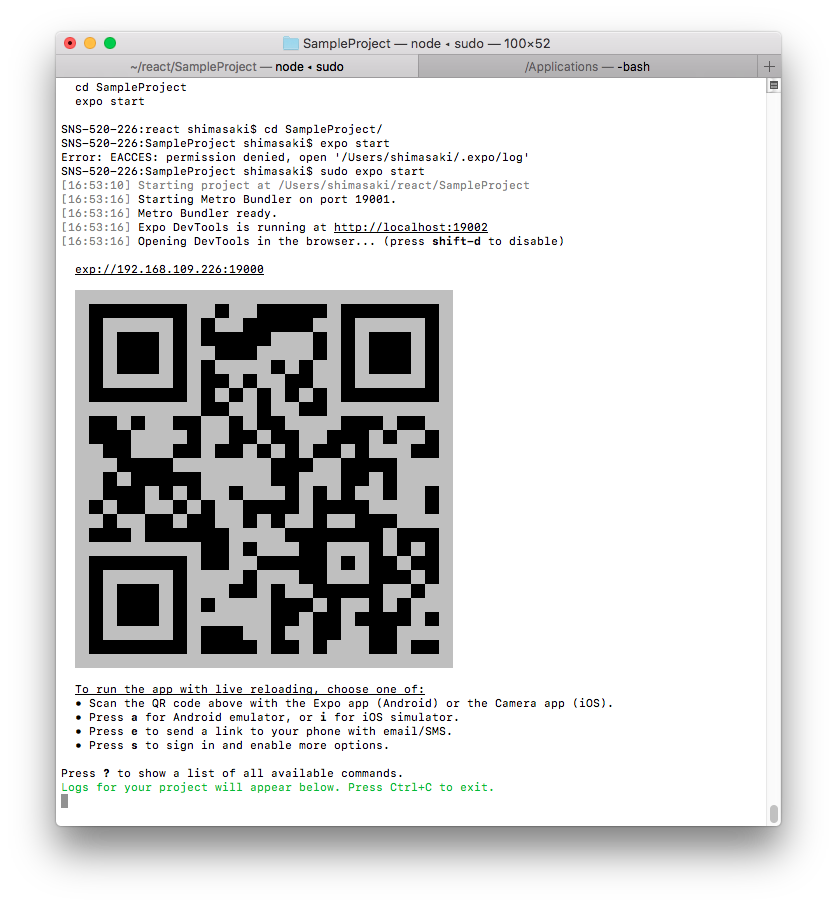 SampleProject — node ◂ sudo — 100×52
~/react/SampleProject — node ◂ sudo
/Applications — -bash
cd SampleProject
expo start
SNS-520-226:react shimasaki$ cd SampleProject/
SNS-520-226:SampleProject shimasaki$ expo start
Error: EACCES: permission denied, open '/Users/shimasaki/.expo/log'
SNS-520-226:SampleProject shimasaki$ sudo expo start
[16:53:10] Starting project at /Users/shimasaki/react/SampleProject
[16:53:16] Starting Metro Bundler on port 19001.
[16:53:16] Metro Bundler ready.
[16:53:16] Expo DevTools is running at http://localhost:19002
[16:53:16] Opening DevTools in the browser... (press shift-d to disable)
exp://192.168.109.226:19000
To run the app with live reloading, choose one of:
• Scan the QR code above with the Expo app (Android) or the Camera app (iOS).
• Press a for Android emulator, or i for iOS simulator.
• Press e to send a link to your phone with email/SMS.
• Press s to sign in and enable more options.
Press ? to show a list of all available commands.
Logs for your project will appear below. Press Ctrl+C to exit.